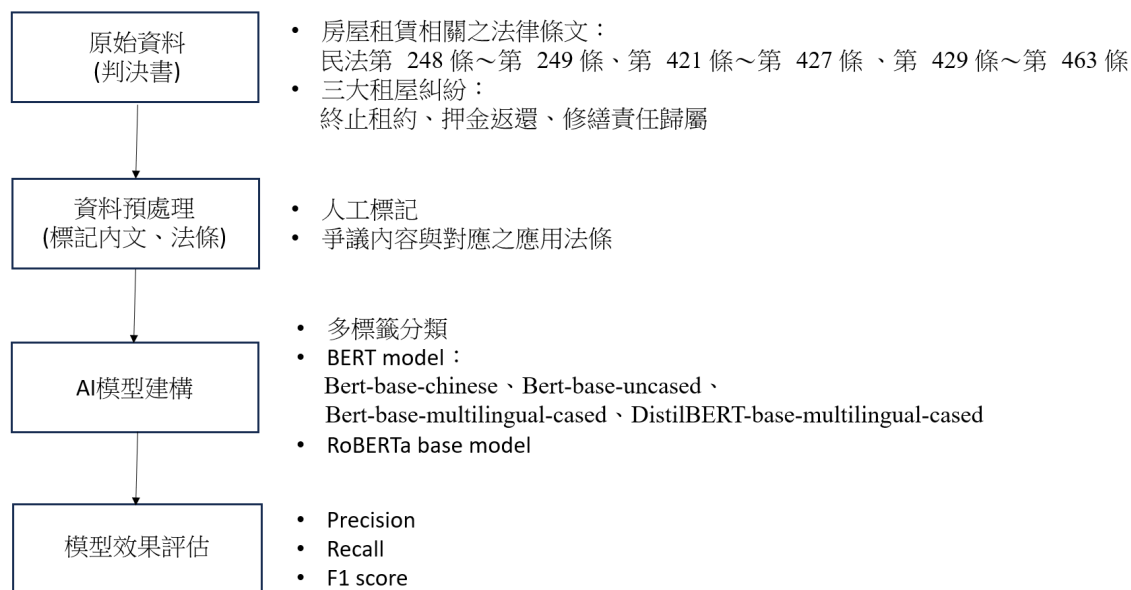 原始資料
(判決書)
• 房屋租賃相關之法律條文：
民法第 248 條～第 249 條、第 421 條～第 427 條 、第 429 條～第 463 條
• 三大租屋糾紛：
終止租約、押金返還、修繕責任歸屬
資料預處理
(標記內文、法條)
• 人工標記
• 爭議內容與對應之應用法條
AI模型建構
• 多標籤分類
• BERT model：
Bert-base-chinese、Bert-base-uncased、
Bert-base-multilingual-cased、DistilBERT-base-multilingual-cased
• RoBERTa base model
模型效果評估
• Precision
• Recall
• F1 score